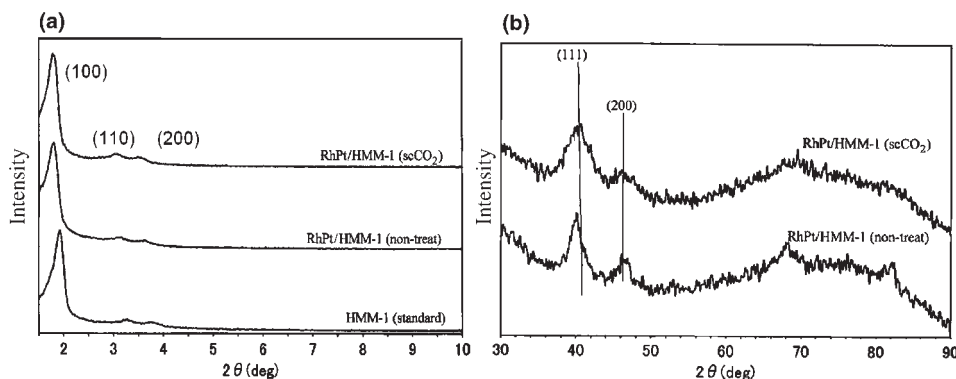 (a)
(100)
(110)
(200)
RhPt/HMM-1 (scCO₂)
RhPt/HMM-1 (non-treat)
HMM-1 (standard)
Intensity
2 3 4 5 6 7 8 9 10
2 θ (deg)
(b)
(111)
(200)
RhPt/HMM-1 (scCO₂)
RhPt/HMM-1 (non-treat)
Intensity
30 40 50 60 70 80 90
2 θ (deg)